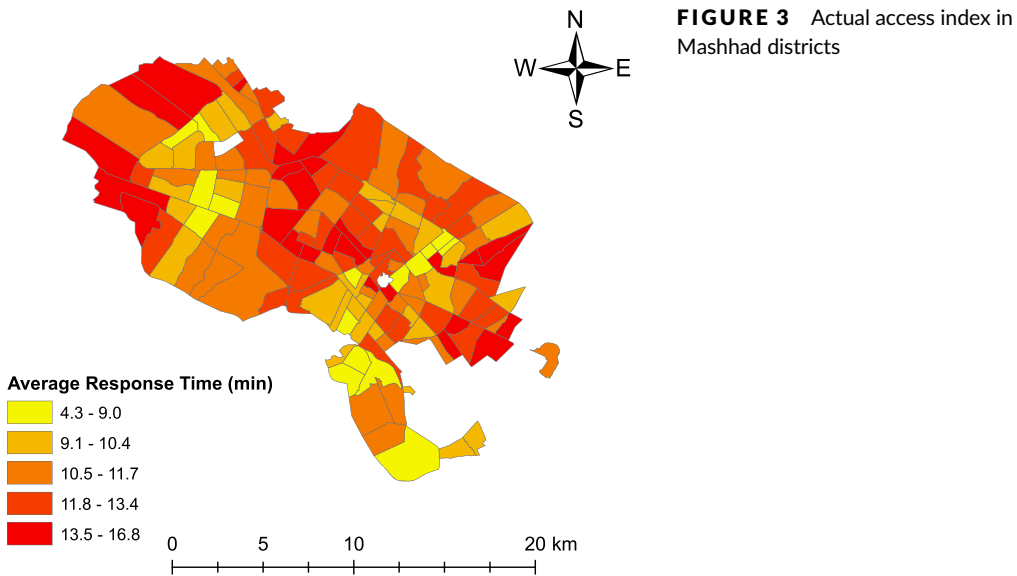 FIGURE 3 Actual access index in
Mashhad districts
N
W E
S
Average Response Time (min)
4.3 - 9.0
9.1 - 10.4
10.5 - 11.7
11.8 - 13.4
13.5 - 16.8
0 5 10 20 km